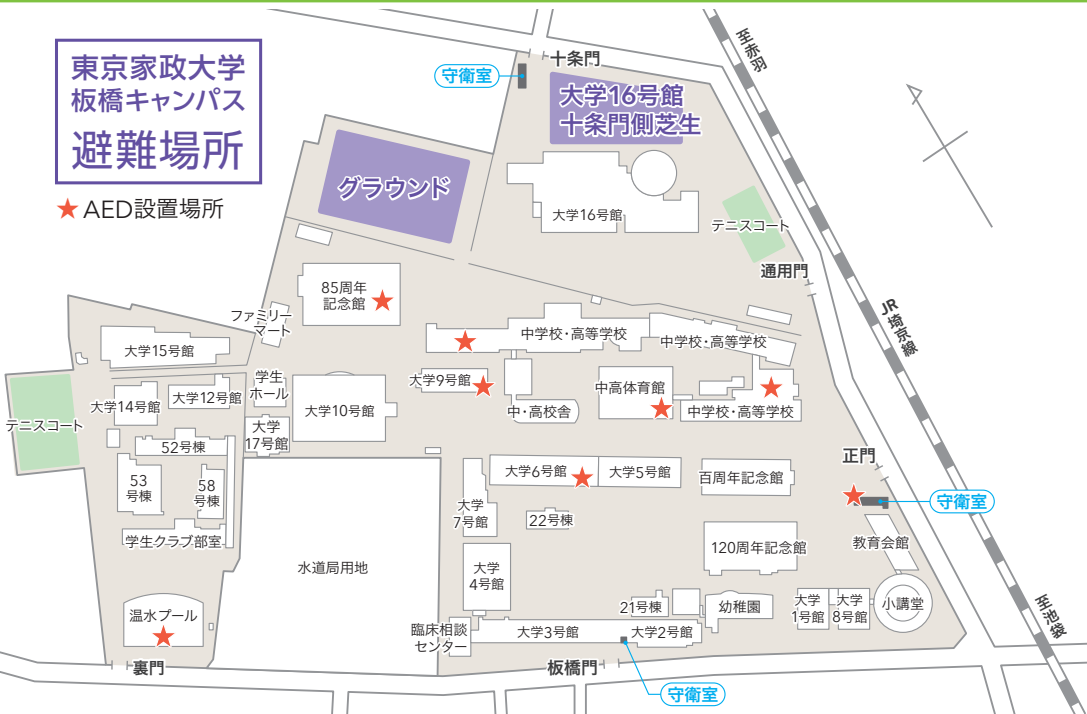 東京家政大学
板橋キャンパス
避難場所
★ AED設置場所
十条門
守衛室
大学16号館
十条門側芝生
至赤羽
グラウンド
大学16号館
テニスコート
通用門
JR埼京線
85周年
記念館
ファミリー
マート
中学校・高等学校
中学校・高等学校
大学15号館
大学9号館
中高体育館
学生
ホール
大学14号館
大学12号館
大学10号館
中・高校舎
中学校・高等学校
テニスコート
大学
17号館
52号棟
正門
大学6号館
大学5号館
百周年記念館
53
号棟
58
号棟
守衛室
大学
7号館
22号棟
学生クラブ部室
120周年記念館
教育会館
水道局用地
大学
4号館
温水プール
21号棟
幼稚園
大学
1号館
大学
8号館
小講堂
至池袋
臨床相談
センター
大学3号館
大学2号館
裏門
板橋門
守衛室